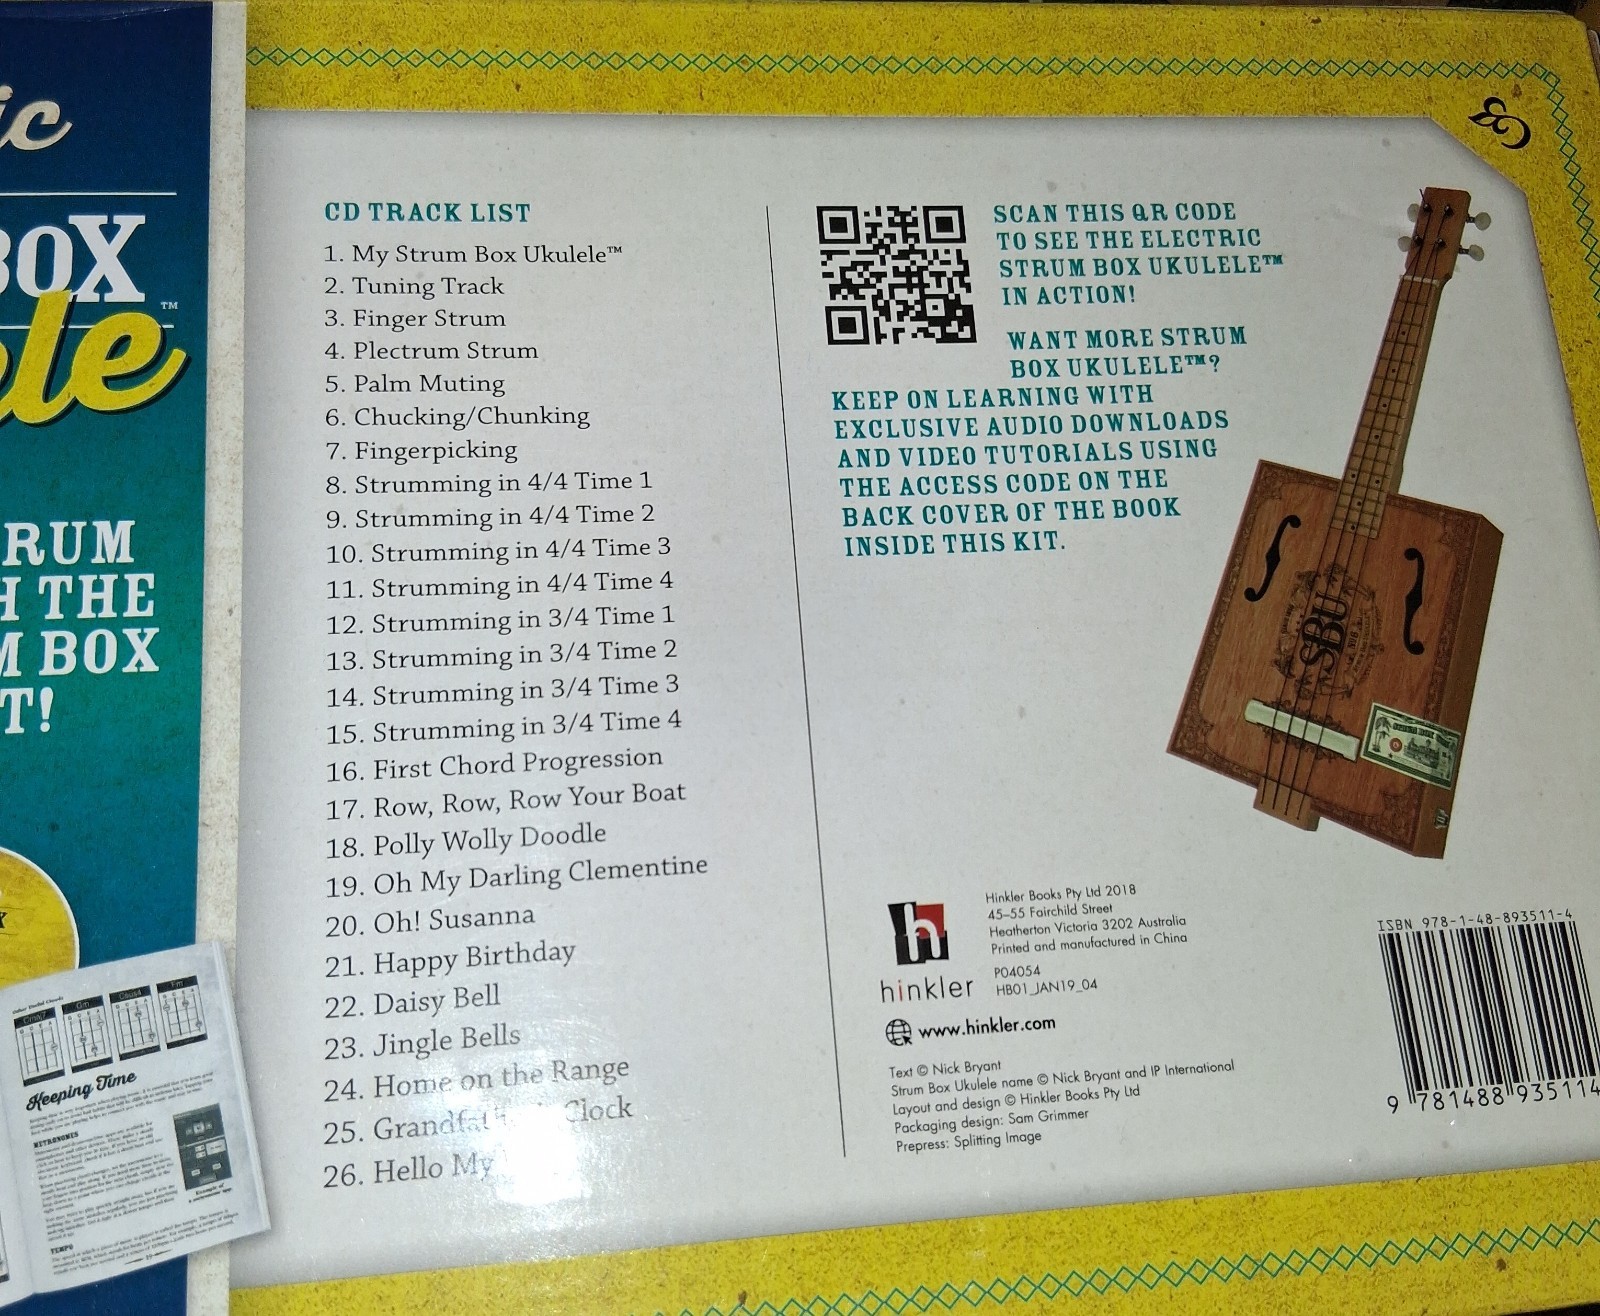 ic
BOX
ele™
RUM
H THE
M BOX
T!
CD TRACK LIST
1. My Strum Box Ukulele™
2. Tuning Track
3. Finger Strum
4. Plectrum Strum
5. Palm Muting
6. Chucking/Chunking
7. Fingerpicking
8. Strumming in 4/4 Time 1
9. Strumming in 4/4 Time 2
10. Strumming in 4/4 Time 3
11. Strumming in 4/4 Time 4
12. Strumming in 3/4 Time 1
13. Strumming in 3/4 Time 2
14. Strumming in 3/4 Time 3
15. Strumming in 3/4 Time 4
16. First Chord Progression
17. Row, Row, Row Your Boat
18. Polly Wolly Doodle
19. Oh My Darling Clementine
20. Oh! Susanna
21. Happy Birthday
22. Daisy Bell
23. Jingle Bells
24. Home on the Range
25. Clock
26. Hello My
SCAN THIS QR CODE
TO SEE THE ELECTRIC
STRUM BOX UKULELE™
IN ACTION!
WANT MORE STRUM
BOX UKULELE™?
KEEP ON LEARNING WITH
EXCLUSIVE AUDIO DOWNLOADS
AND VIDEO TUTORIALS USING
THE ACCESS CODE ON THE
BACK COVER OF THE BOOK
INSIDE THIS KIT.
SBU
STRUM BOX
h
hinkler
Hinkler Books Pty Ltd 2018
45–55 Fairchild Street
Heatherton Victoria 3202 Australia
Printed and manufactured in China
P04054
HB01_JAN19_04
www.hinkler.com
Text © Nick Bryant
Strum Box Ukulele name © Nick Bryant and IP International
Layout and design © Hinkler Books Pty Ltd
Packaging design: Sam Grimmer
Prepress: Splitting Image
ISBN 978-1-48-893511-4
9 781488 935114
Cmaj7 Gm Gsus4 Fm
Keeping Time
METRONOMES
TEMPO